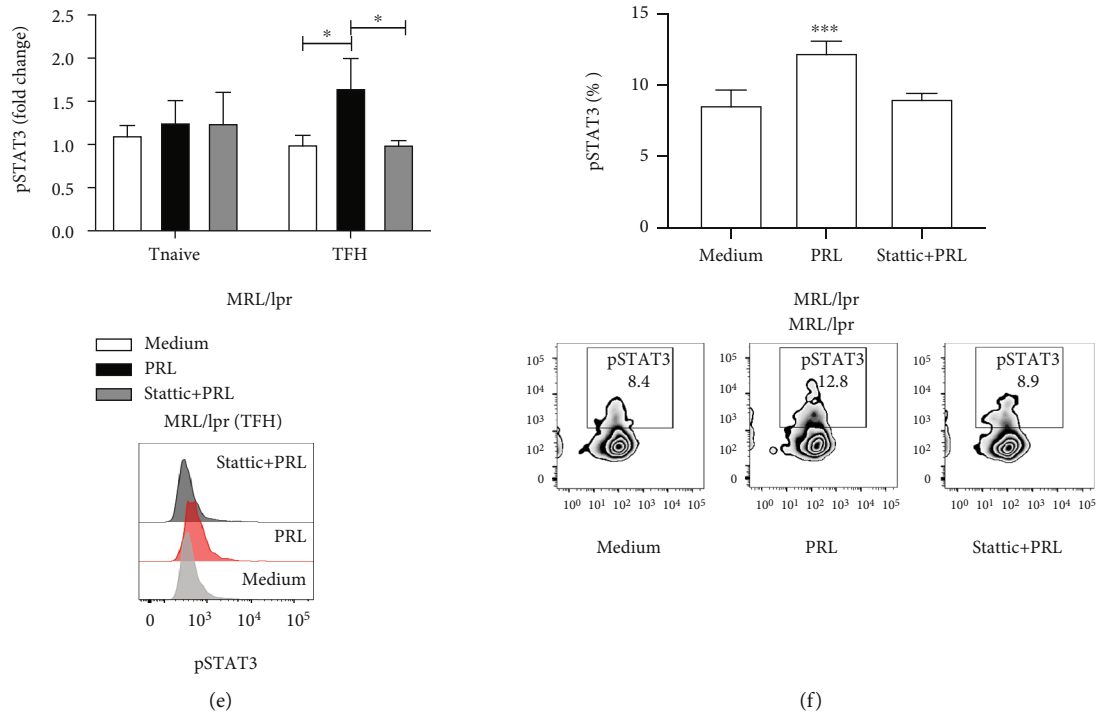 2.5
*
*
2.0
1.5
1.0
0.5
0.0
pSTAT3 (fold change)
Tnaive
TFH
MRL/lpr
Medium
PRL
Stattic+PRL
MRL/lpr (TFH)
Stattic+PRL
PRL
Medium
0 10³ 10⁴ 10⁵
pSTAT3
(e)
15
***
10
5
0
pSTAT3 (%)
Medium PRL Stattic+PRL
MRL/lpr
MRL/lpr
10⁵
10⁴
10³
10²
0
pSTAT3
8.4
10⁰ 10¹ 10² 10³ 10⁴ 10⁵
Medium
10⁵
10⁴
10³
10²
0
pSTAT3
12.8
10⁰ 10¹ 10² 10³ 10⁴ 10⁵
PRL
10⁵
10⁴
10³
10²
0
pSTAT3
8.9
10⁰ 10¹ 10² 10³ 10⁴ 10⁵
Stattic+PRL
(f)